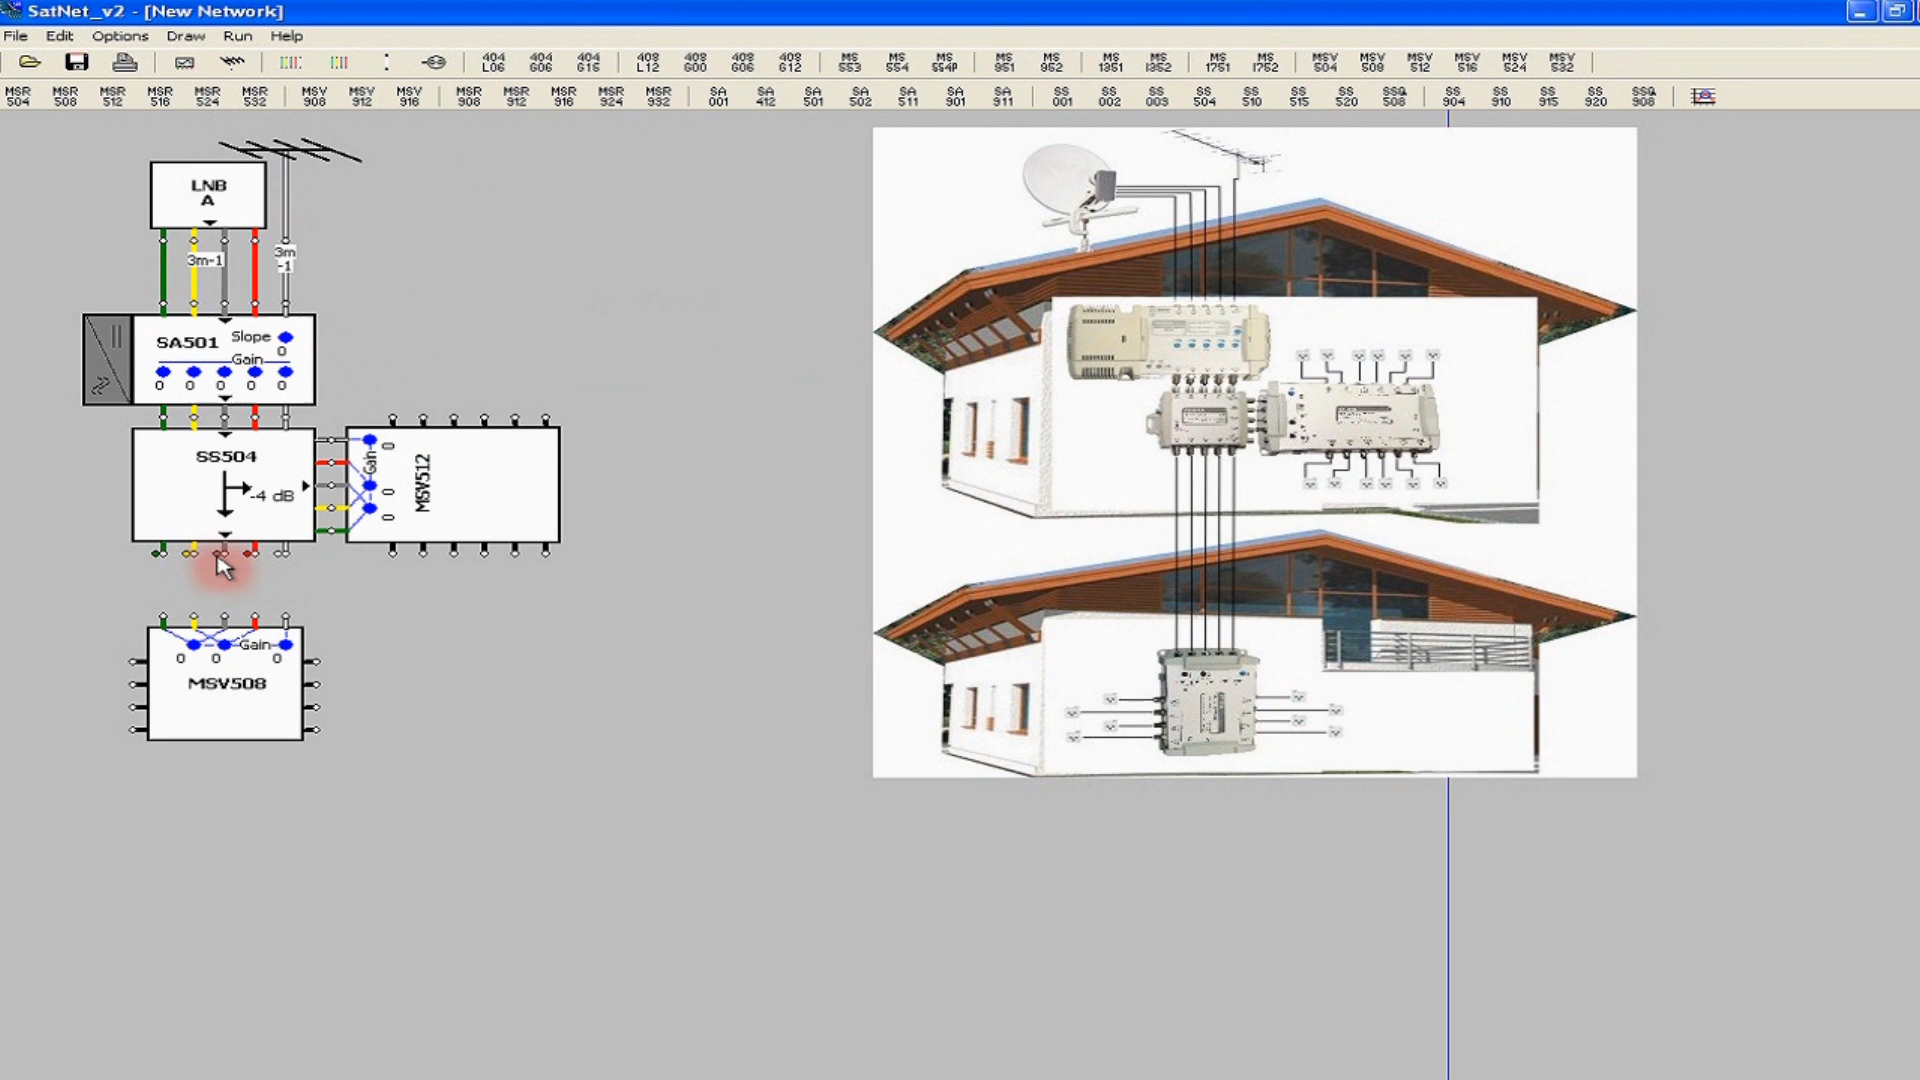 SatNet_v2 - [New Network]
File Edit Options Draw Run Help
404 L06 404 G06 404 G16 408 L12 408 G00 408 G06 408 G12 MS 553 MS 554 MS 554P MS 951 MS 952 MS 1351 MS 1352 MS 1751 MS 1752 MSV 504 MSV 508 MSV 512 MSV 516 MSV 524 MSV 532
MSR 504 MSR 508 MSR 512 MSR 516 MSR 524 MSR 532 MSV 908 MSV 912 MSV 916 MSR 908 MSR 912 MSR 916 MSR 924 MSR 932 SA 001 SA 412 SA 501 SA 502 SA 511 SA 901 SA 911 SS 001 SS 002 SS 003 SS 504 SS 510 SS 515 SS 520 SSQ 508 SS 904 SS 910 SS 915 SS 920 SSQ 908
LNB
A
3m-1
3m
-1
SA501 Slope
0
Gain
0 0 0 0 0
SS504
-4 dB
Gain
0
0
0
MSV512
Gain
0 0 0
MSV508